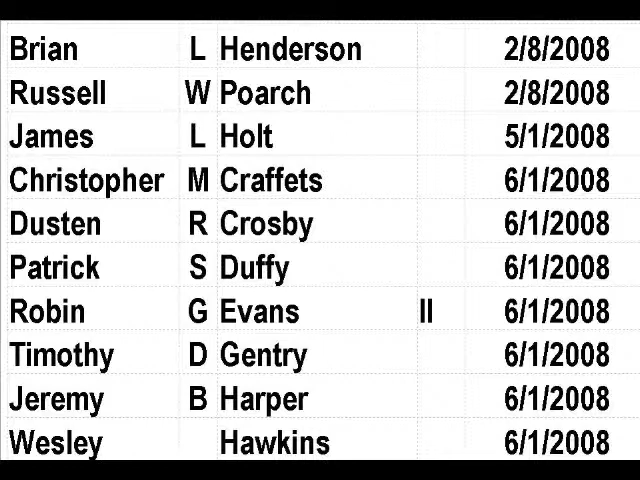 Brian L Henderson 2/8/2008
Russell W Poarch 2/8/2008
James L Holt 5/1/2008
Christopher M Craffets 6/1/2008
Dusten R Crosby 6/1/2008
Patrick S Duffy 6/1/2008
Robin G Evans II 6/1/2008
Timothy D Gentry 6/1/2008
Jeremy B Harper 6/1/2008
Wesley Hawkins 6/1/2008